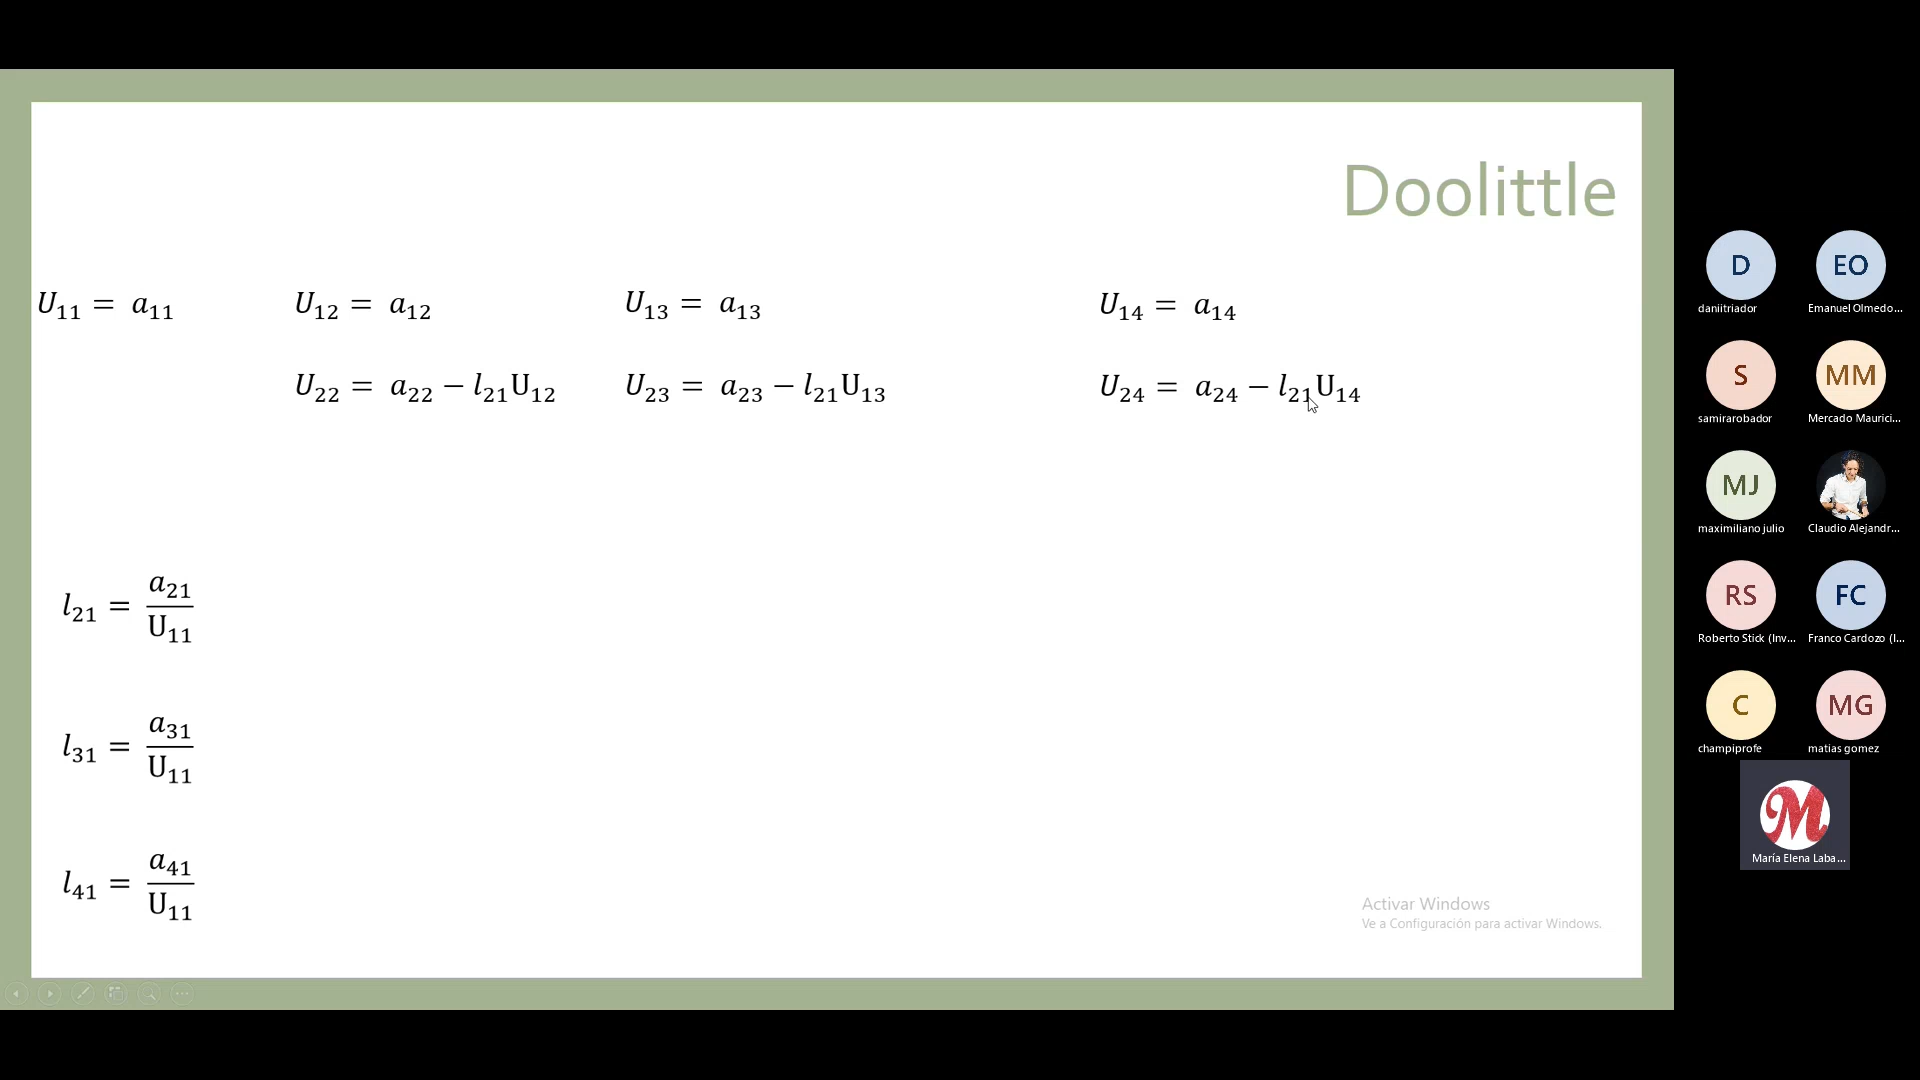 Doolittle
U₁₁ = a₁₁
U₁₂ = a₁₂
U₁₃ = a₁₃
U₁₄ = a₁₄
U₂₂ = a₂₂ − l₂₁U₁₂
U₂₃ = a₂₃ − l₂₁U₁₃
U₂₄ = a₂₄ − l₂₁U₁₄
l₂₁ = a₂₁/U₁₁
l₃₁ = a₃₁/U₁₁
l₄₁ = a₄₁/U₁₁
Activar Windows
Ve a Configuración para activar Windows.
D
EO
daniitriador
Emanuel Olmedo...
S
MM
samirarobador
Mercado Maurici...
MJ
maximiliano julio
Claudio Alejandr...
RS
FC
Roberto Stick (Inv...
Franco Cardozo (I...
C
MG
champiprofe
matias gomez
M
María Elena Laba...